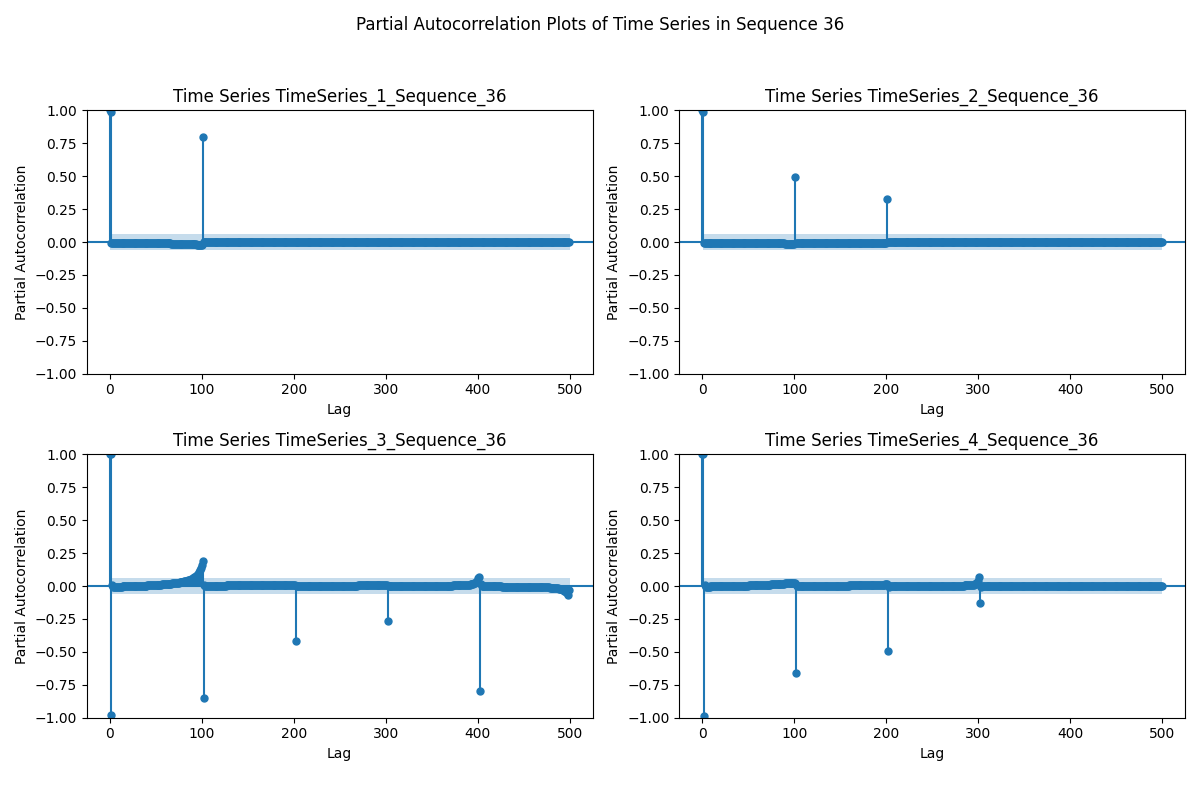 Partial Autocorrelation Plots of Time Series in Sequence 36
Time Series TimeSeries_1_Sequence_36
Partial Autocorrelation
1.00
0.75
0.50
0.25
0.00
−0.25
−0.50
−0.75
−1.00
0 100 200 300 400 500
Lag
Time Series TimeSeries_2_Sequence_36
Partial Autocorrelation
1.00
0.75
0.50
0.25
0.00
−0.25
−0.50
−0.75
−1.00
0 100 200 300 400 500
Lag
Time Series TimeSeries_3_Sequence_36
Partial Autocorrelation
1.00
0.75
0.50
0.25
0.00
−0.25
−0.50
−0.75
−1.00
0 100 200 300 400 500
Lag
Time Series TimeSeries_4_Sequence_36
Partial Autocorrelation
1.00
0.75
0.50
0.25
0.00
−0.25
−0.50
−0.75
−1.00
0 100 200 300 400 500
Lag